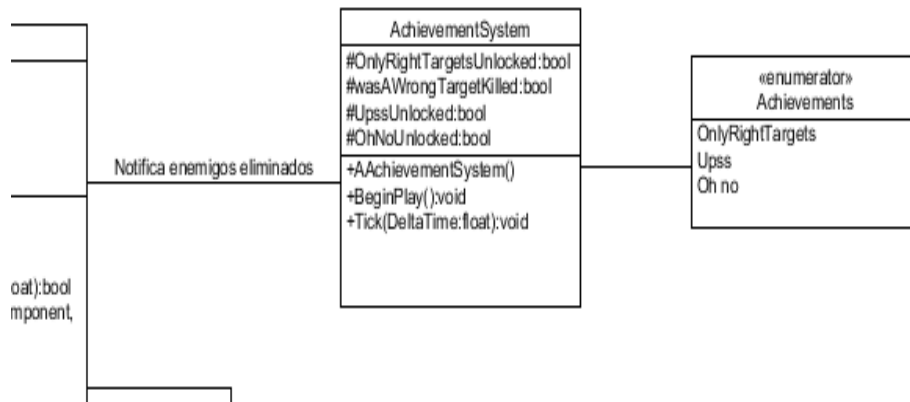 AchievementSystem
#OnlyRightTargetsUnlocked:bool
#wasAWrongTargetKilled:bool
#UpssUnlocked:bool
#OhNoUnlocked:bool
+AAchievementSystem()
+BeginPlay():void
+Tick(DeltaTime:float):void
«enumerator»
Achievements
OnlyRightTargets
Upss
Oh no
Notifica enemigos eliminados
oat):bool
mponent,